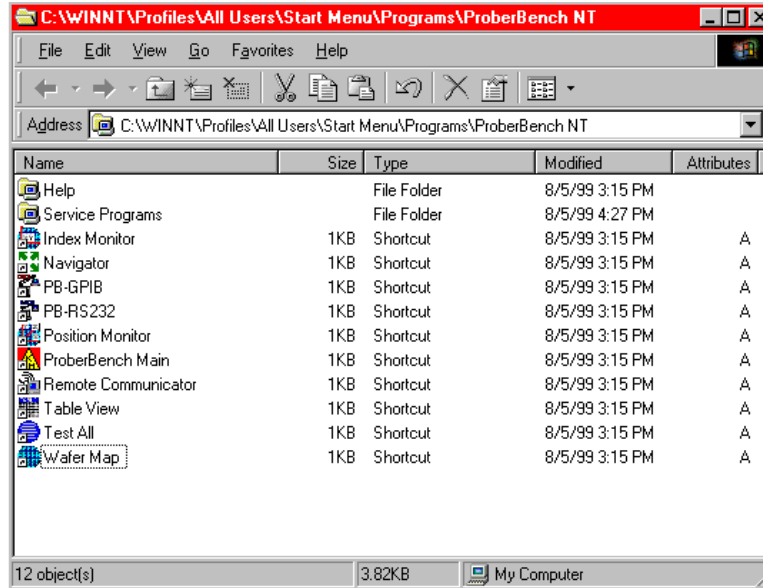 C:\WINNT\Profiles\All Users\Start Menu\Programs\ProberBench NT
File Edit View Go Favorites Help
Address C:\WINNT\Profiles\All Users\Start Menu\Programs\ProberBench NT
Name Size Type Modified Attributes
Help File Folder 8/5/99 3:15 PM
Service Programs File Folder 8/5/99 4:27 PM
Index Monitor 1KB Shortcut 8/5/99 3:15 PM A
Navigator 1KB Shortcut 8/5/99 3:15 PM A
PB-GPIB 1KB Shortcut 8/5/99 3:15 PM A
PB-RS232 1KB Shortcut 8/5/99 3:15 PM A
Position Monitor 1KB Shortcut 8/5/99 3:15 PM A
ProberBench Main 1KB Shortcut 8/5/99 3:15 PM A
Remote Communicator 1KB Shortcut 8/5/99 3:15 PM A
Table View 1KB Shortcut 8/5/99 3:15 PM A
Test All 1KB Shortcut 8/5/99 3:15 PM A
Wafer Map 1KB Shortcut 8/5/99 3:15 PM A
12 object(s) 3.82KB My Computer